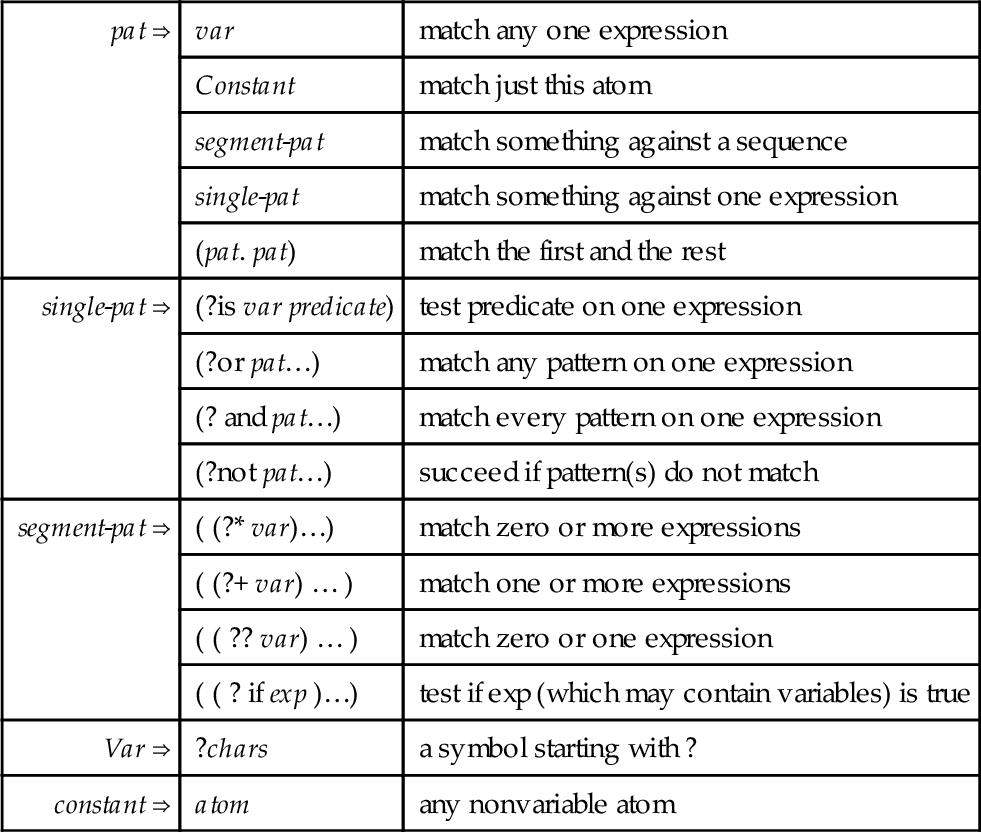 pat ⇒ var match any one expression
Constant match just this atom
segment-pat match something against a sequence
single-pat match something against one expression
(pat. pat) match the first and the rest
single-pat ⇒ (?is var predicate) test predicate on one expression
(?or pat…) match any pattern on one expression
(? and pat…) match every pattern on one expression
(?not pat…) succeed if pattern(s) do not match
segment-pat ⇒ ( (?* var)…) match zero or more expressions
( (?+ var) … ) match one or more expressions
( ( ?? var) … ) match zero or one expression
( ( ? if exp )…) test if exp (which may contain variables) is true
Var ⇒ ?chars a symbol starting with ?
constant ⇒ atom any nonvariable atom